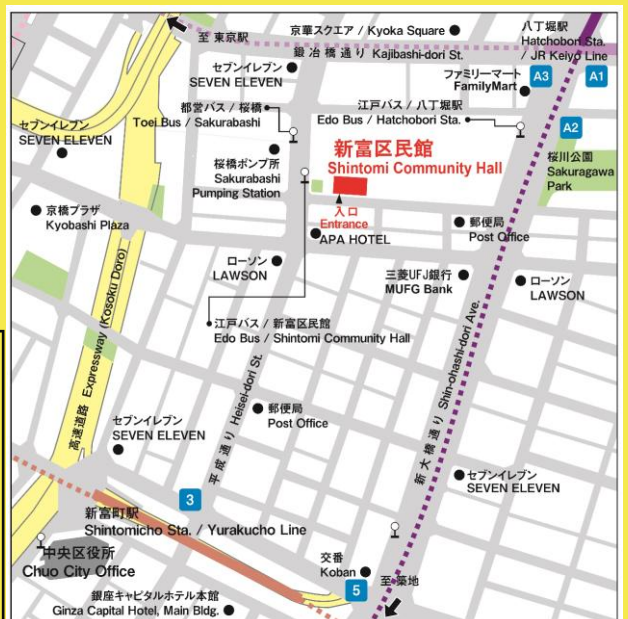 至 東京駅
京華スクエア / Kyoka Square
鍛冶橋通り Kajibashi-dori St.
八丁堀駅
Hatchobori Sta.
/ JR Keiyo Line
セブンイレブン
SEVEN ELEVEN
ファミリーマート
FamilyMart
A3
A1
都営バス / 桜橋
Toei Bus / Sakurabashi
江戸バス / 八丁堀駅
Edo Bus / Hatchobori Sta.
A2
セブンイレブン
SEVEN ELEVEN
桜橋ポンプ所
Sakurabashi
Pumping Station
新富区民館
Shintomi Community Hall
桜川公園
Sakuragawa
Park
京橋プラザ
Kyobashi Plaza
入口
Entrance
APA HOTEL
郵便局
Post Office
ローソン
LAWSON
三菱UFJ銀行
MUFG Bank
ローソン
LAWSON
江戸バス / 新富区民館
Edo Bus / Shintomi Community Hall
高速道路 Expressway (Kosoku Doro)
平成通り Heisei-dori St.
新大橋通り Shin-ohashi-dori Ave.
郵便局
Post Office
セブンイレブン
SEVEN ELEVEN
セブンイレブン
SEVEN ELEVEN
3
新富町駅
Shintomicho Sta. / Yurakucho Line
中央区役所
Chuo City Office
交番
Koban
5
至 築地
銀座キャピタルホテル本館
Ginza Capital Hotel, Main Bldg.